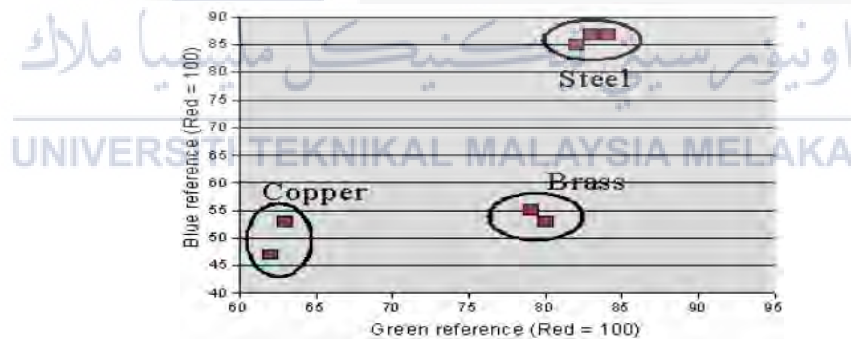 90
85
80
75
70
65
60
55
50
45
40
Blue reference (Red = 100)
Steel
Copper
Brass
اونيۏرسيتي تيكنيكل مليسيا ملاك
UNIVERSITI TEKNIKAL MALAYSIA MELAKA
60 65 70 75 80 85 90 95
Green reference (Red = 100)